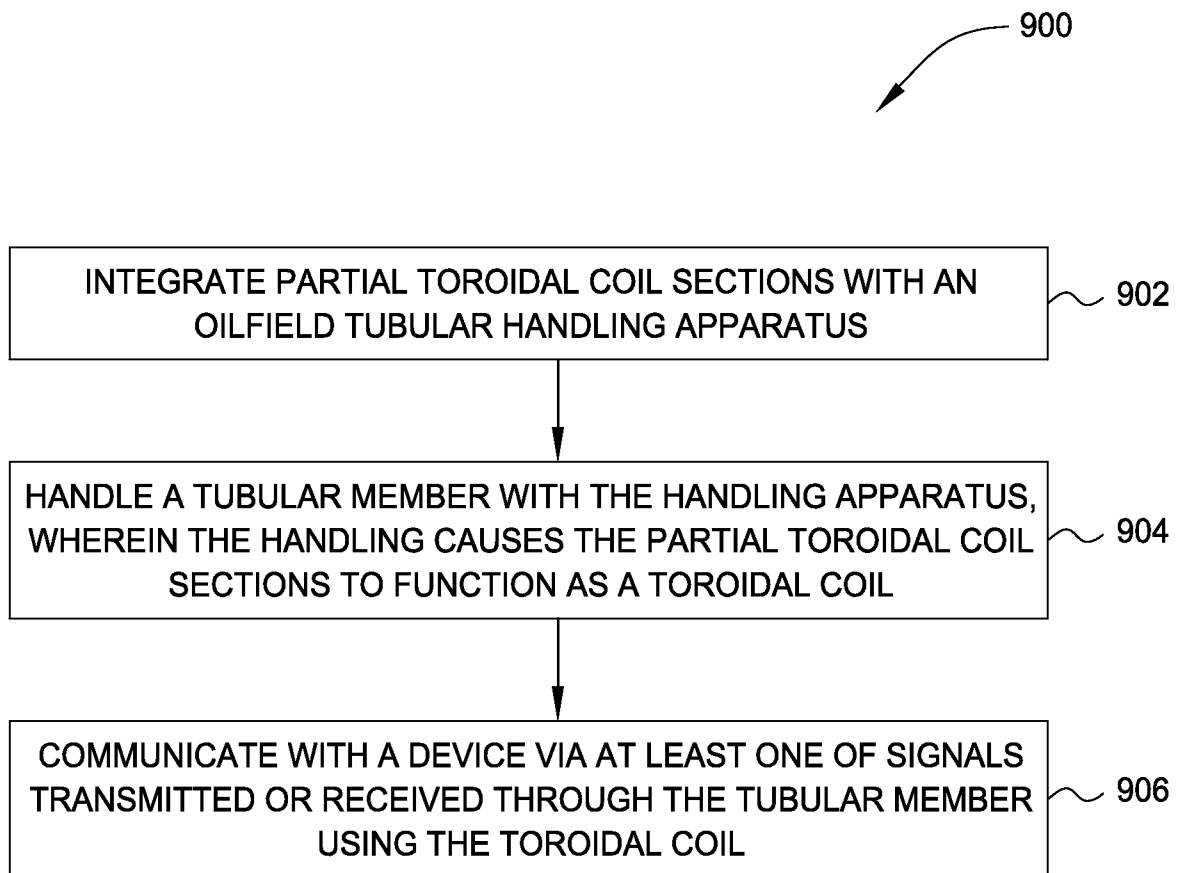 900
INTEGRATE PARTIAL TOROIDAL COIL SECTIONS WITH AN
OILFIELD TUBULAR HANDLING APPARATUS
902
HANDLE A TUBULAR MEMBER WITH THE HANDLING APPARATUS,
WHEREIN THE HANDLING CAUSES THE PARTIAL TOROIDAL COIL
SECTIONS TO FUNCTION AS A TOROIDAL COIL
904
COMMUNICATE WITH A DEVICE VIA AT LEAST ONE OF SIGNALS
TRANSMITTED OR RECEIVED THROUGH THE TUBULAR MEMBER
USING THE TOROIDAL COIL
906